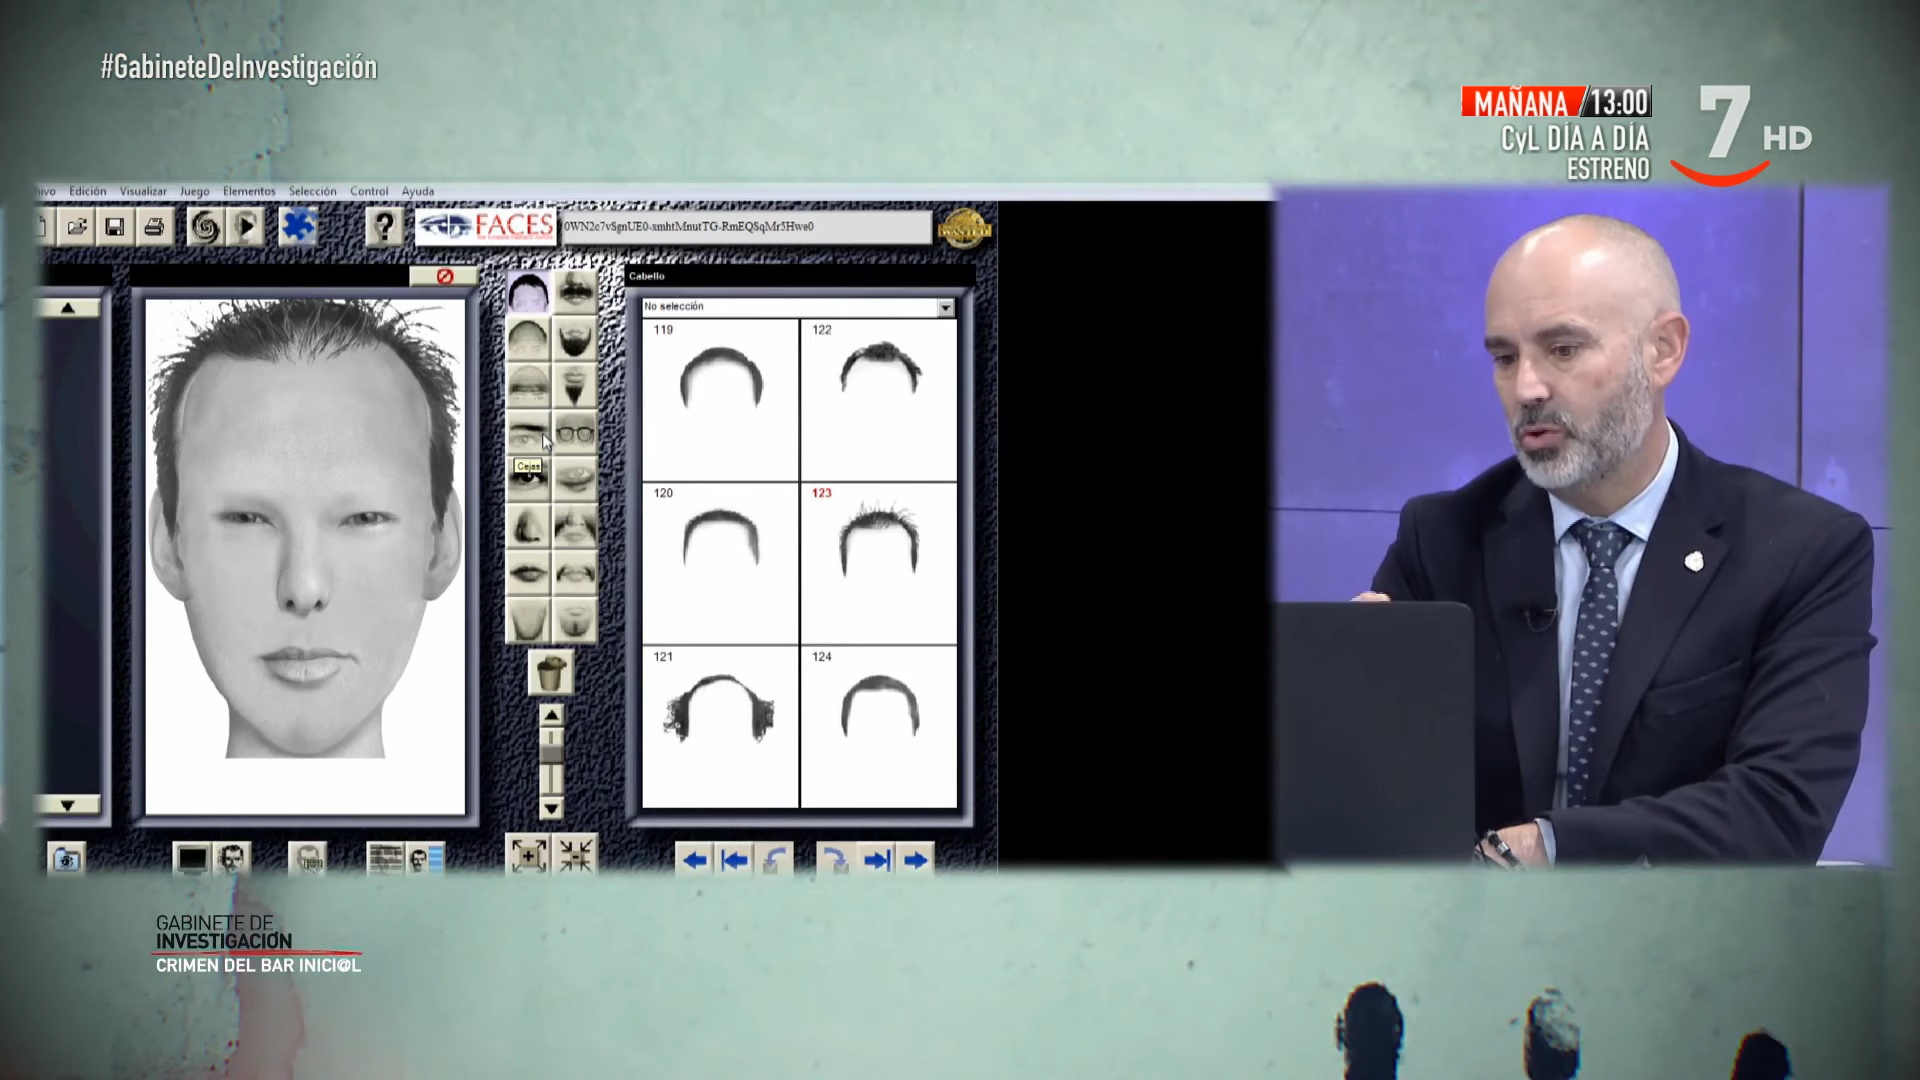 #GabineteDeInvestigación
MAÑANA 13:00
CyL DÍA A DÍA
ESTRENO
7 HD
hivo Edición Visualizar Juego Elementos Selección Control Ayuda
FACES
0WN2c7vSgnUE0-xmhtMnutTG-RmEQSqMr5Hwe0
WANTED
Cabello
No selección
119
122
120
123
121
124
Cejas
GABINETE DE
INVESTIGACIÓN
CRIMEN DEL BAR INICI@L